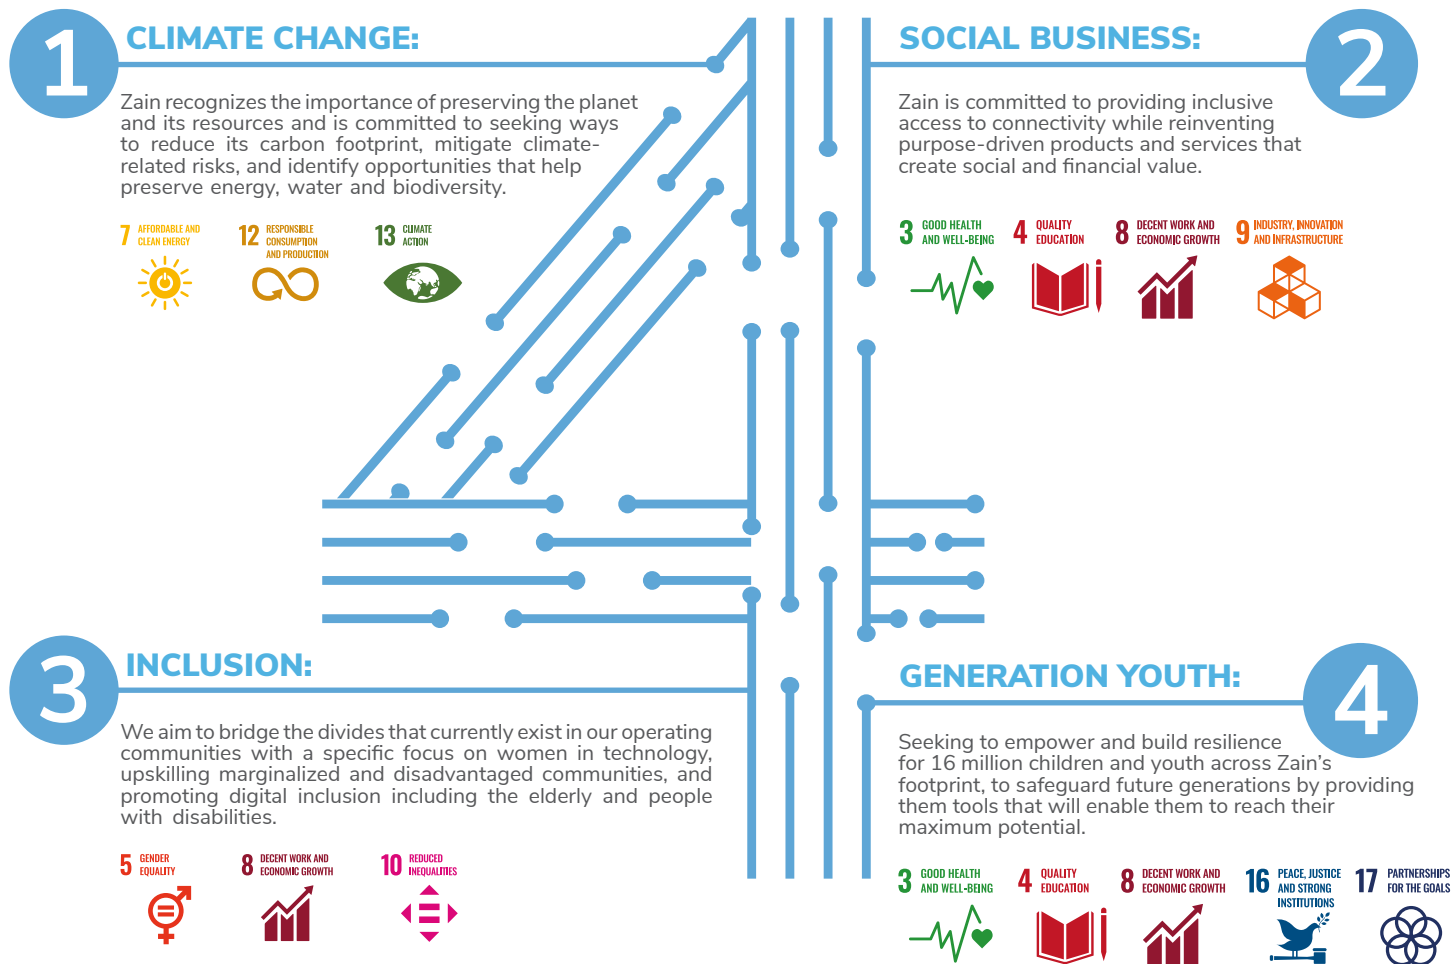 1
CLIMATE CHANGE:
Zain recognizes the importance of preserving the planet
and its resources and is committed to seeking ways
to reduce its carbon footprint, mitigate climate-
related risks, and identify opportunities that help
preserve energy, water and biodiversity.
7 AFFORDABLE AND
CLEAN ENERGY
12 RESPONSIBLE
CONSUMPTION
AND PRODUCTION
13 CLIMATE
ACTION
SOCIAL BUSINESS:
2
Zain is committed to providing inclusive
access to connectivity while reinventing
purpose-driven products and services that
create social and financial value.
3 GOOD HEALTH
AND WELL-BEING
4 QUALITY
EDUCATION
8 DECENT WORK AND
ECONOMIC GROWTH
9 INDUSTRY, INNOVATION
AND INFRASTRUCTURE
3
INCLUSION:
We aim to bridge the divides that currently exist in our operating
communities with a specific focus on women in technology,
upskilling marginalized and disadvantaged communities, and
promoting digital inclusion including the elderly and people
with disabilities.
5 GENDER
EQUALITY
8 DECENT WORK AND
ECONOMIC GROWTH
10 REDUCED
INEQUALITIES
GENERATION YOUTH:
4
Seeking to empower and build resilience
for 16 million children and youth across Zain's
footprint, to safeguard future generations by providing
them tools that will enable them to reach their
maximum potential.
3 GOOD HEALTH
AND WELL-BEING
4 QUALITY
EDUCATION
8 DECENT WORK AND
ECONOMIC GROWTH
16 PEACE, JUSTICE
AND STRONG
INSTITUTIONS
17 PARTNERSHIPS
FOR THE GOALS